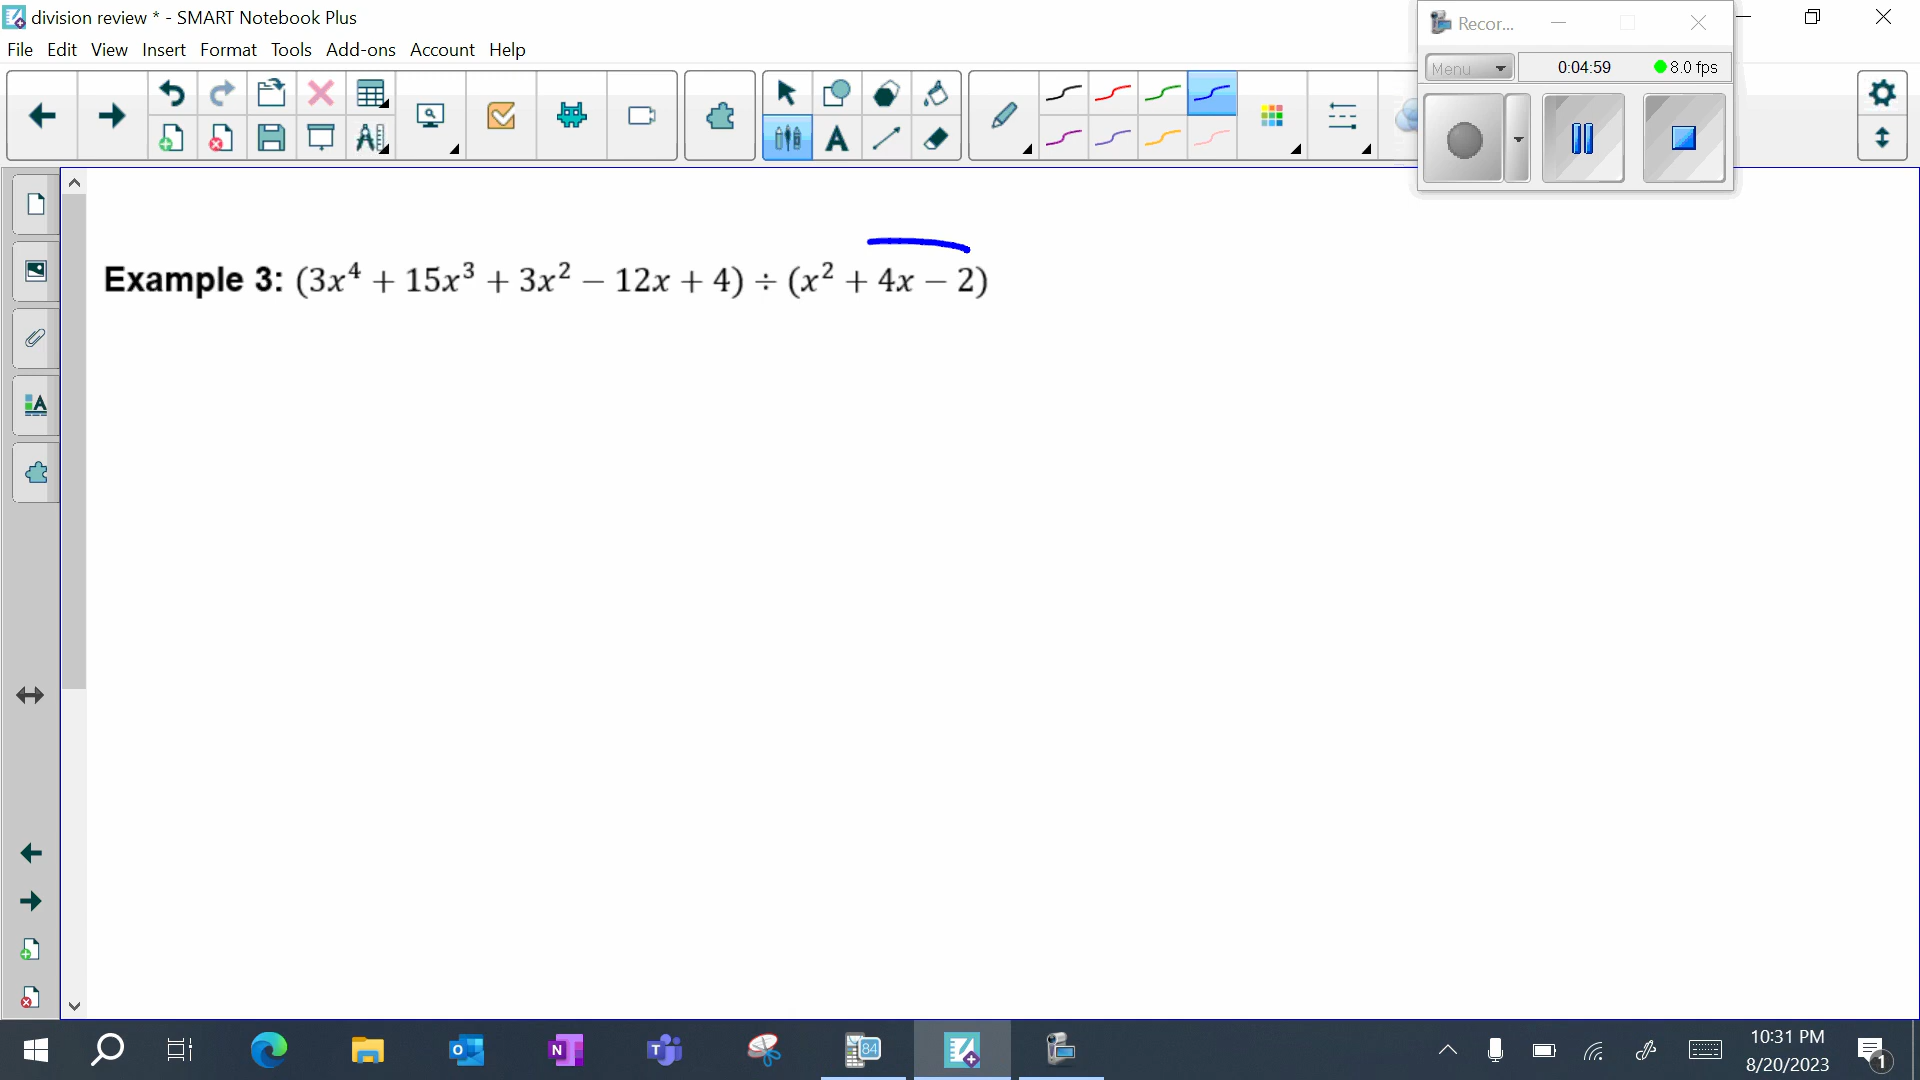 division review * - SMART Notebook Plus
File Edit View Insert Format Tools Add-ons Account Help
Recor...
Menu
0:04:59
8.0 fps
Example 3: (3x⁴ + 15x³ + 3x² − 12x + 4) ÷ (x² + 4x − 2)
84
10:31 PM
8/20/2023
1